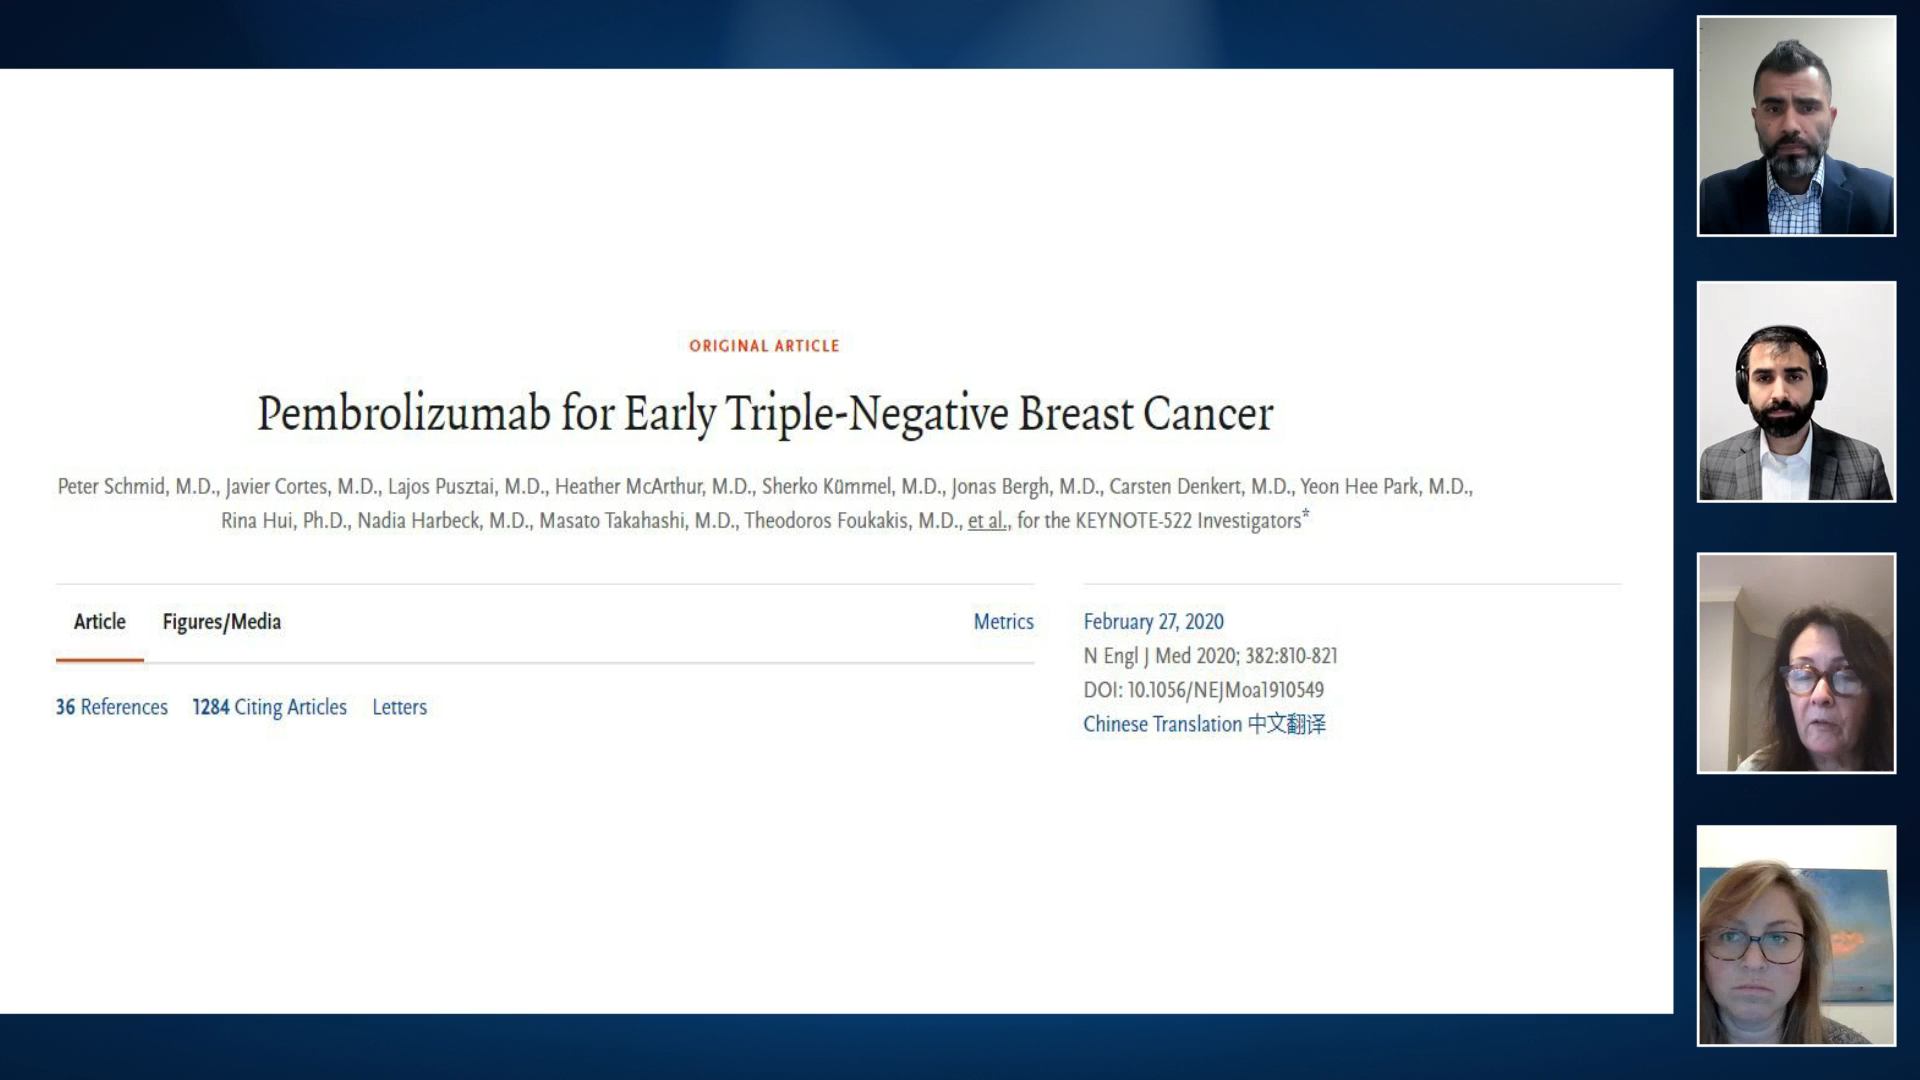 ORIGINAL ARTICLE
Pembrolizumab for Early Triple-Negative Breast Cancer
Peter Schmid, M.D., Javier Cortes, M.D., Lajos Pusztai, M.D., Heather McArthur, M.D., Sherko Kümmel, M.D., Jonas Bergh, M.D., Carsten Denkert, M.D., Yeon Hee Park, M.D.,
Rina Hui, Ph.D., Nadia Harbeck, M.D., Masato Takahashi, M.D., Theodoros Foukakis, M.D., et al., for the KEYNOTE-522 Investigators*
Article Figures/Media Metrics
36 References 1284 Citing Articles Letters
February 27, 2020
N Engl J Med 2020; 382:810-821
DOI: 10.1056/NEJMoa1910549
Chinese Translation 中文翻译